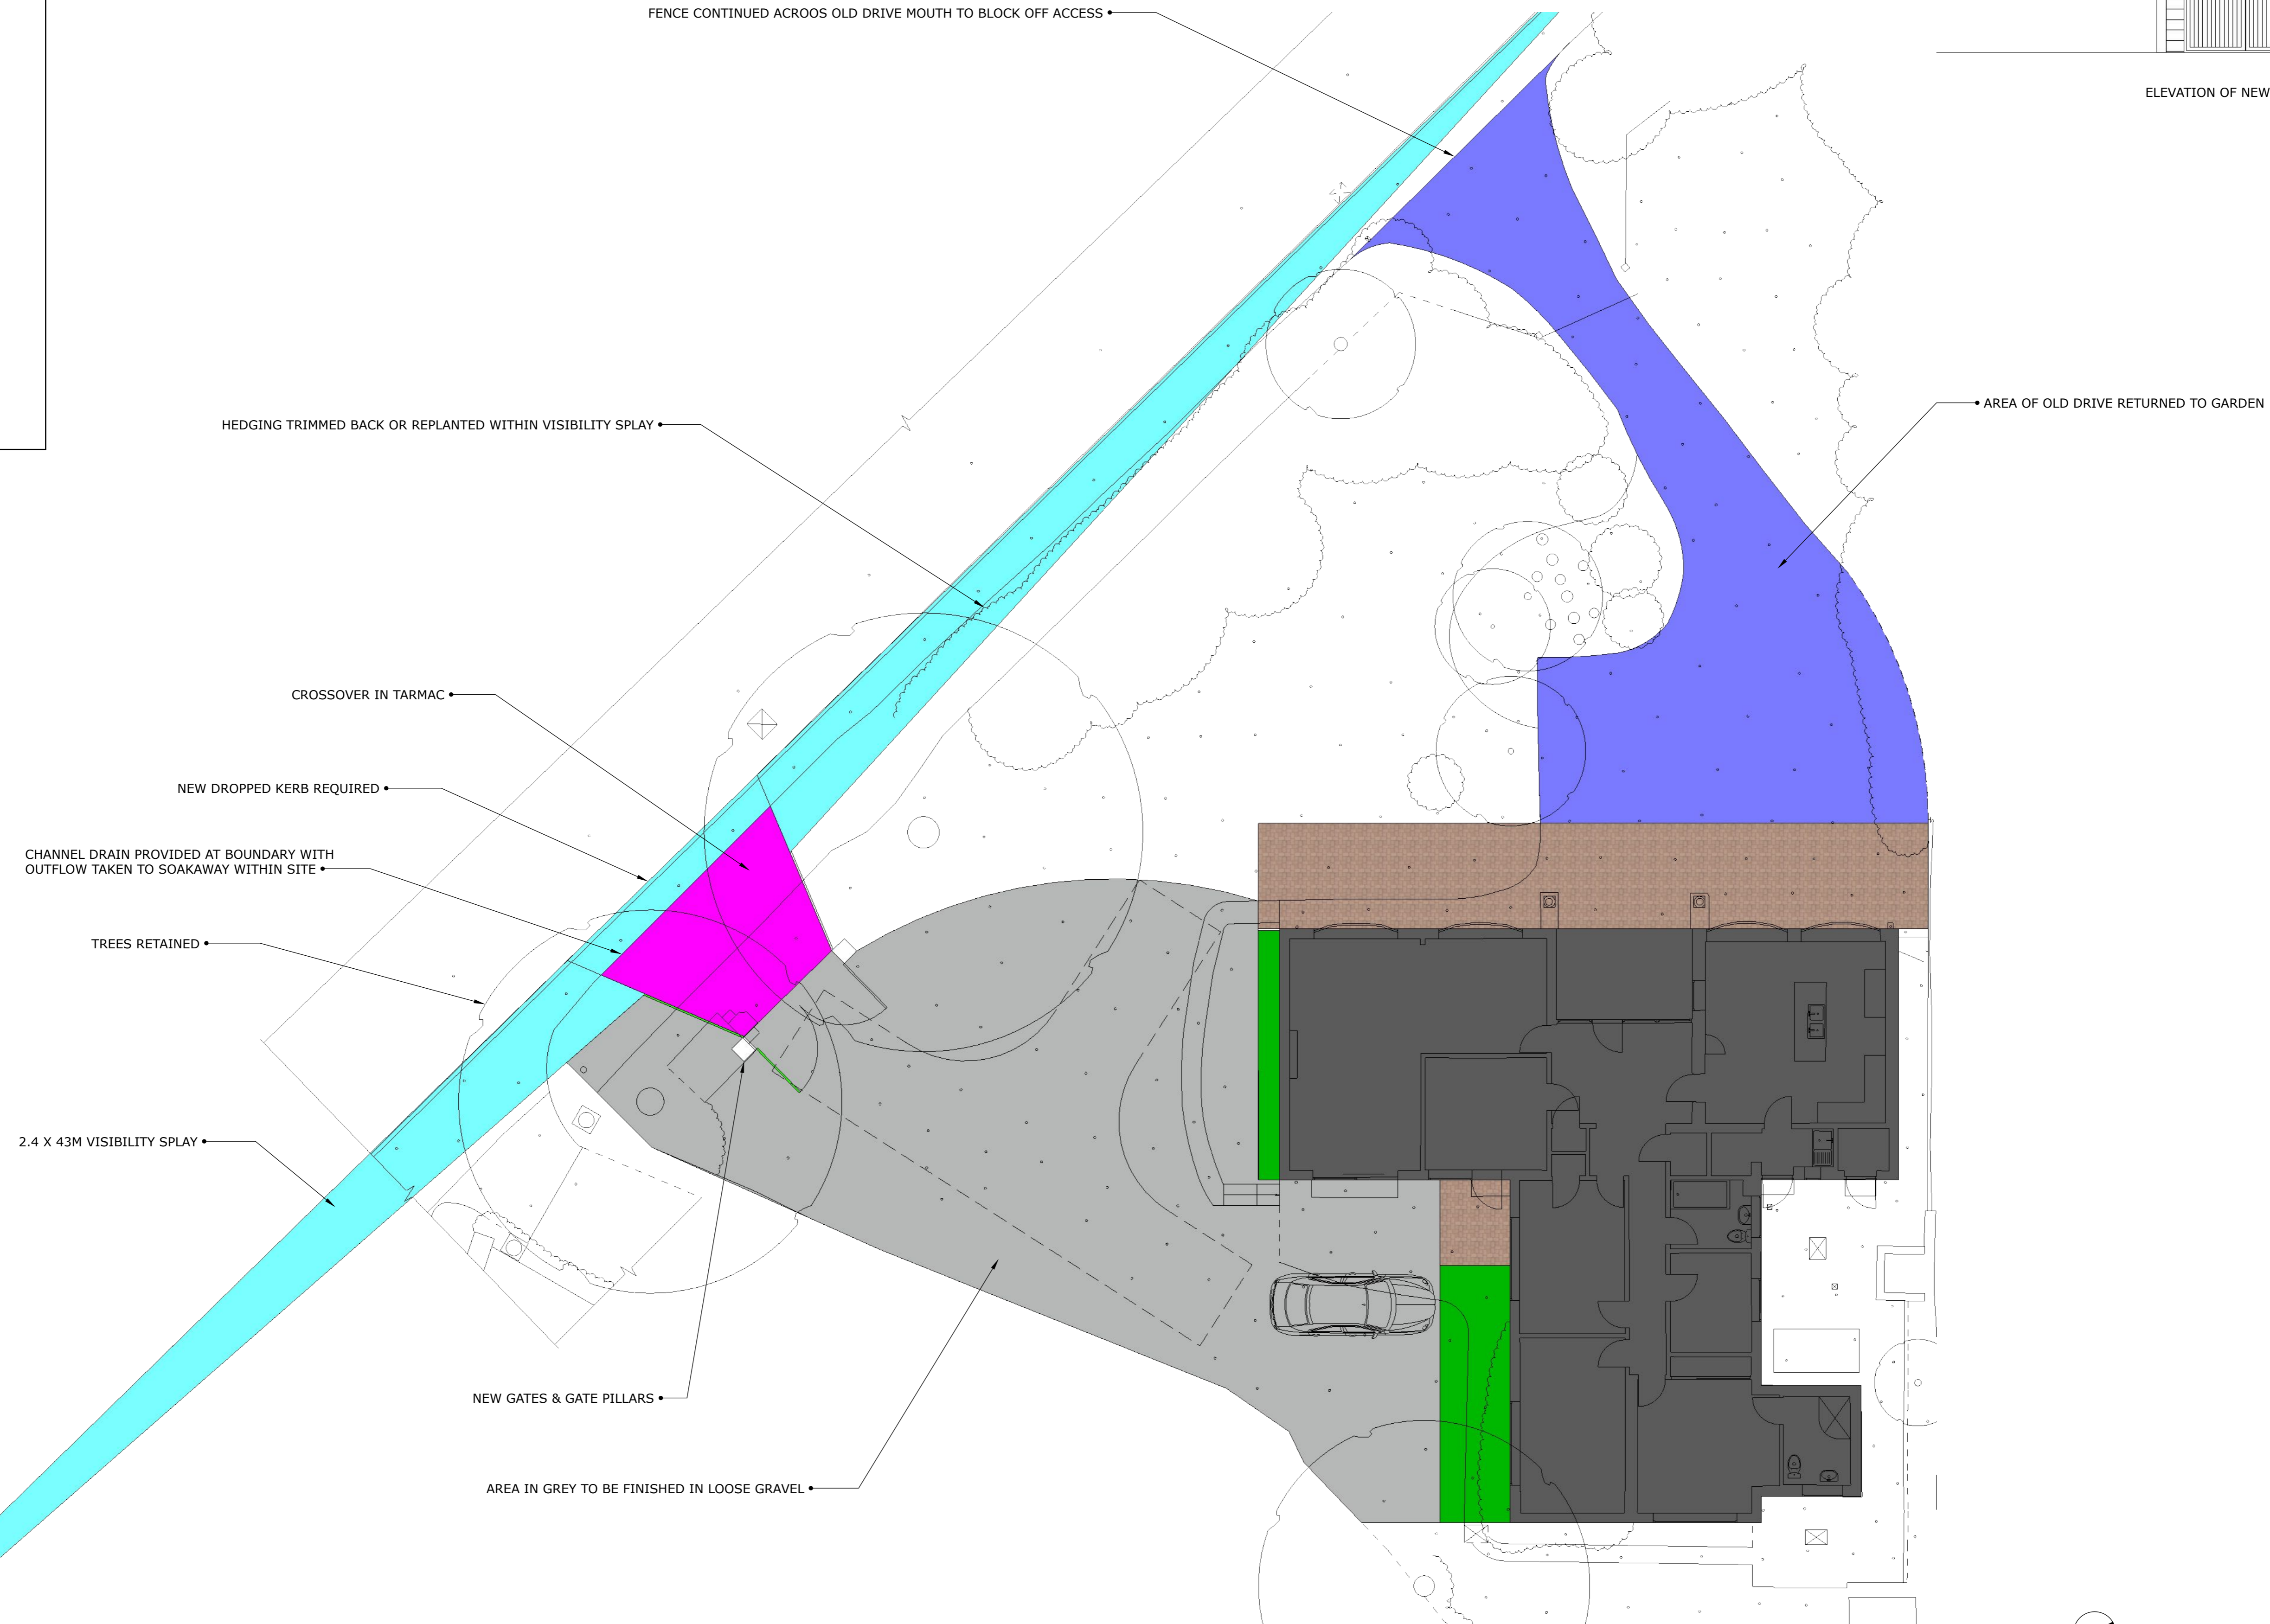 FENCE CONTINUED ACROOS OLD DRIVE MOUTH TO BLOCK OFF ACCESS
ELEVATION OF NEW
AREA OF OLD DRIVE RETURNED TO GARDEN
HEDGING TRIMMED BACK OR REPLANTED WITHIN VISIBILITY SPLAY
CROSSOVER IN TARMAC
NEW DROPPED KERB REQUIRED
CHANNEL DRAIN PROVIDED AT BOUNDARY WITH
OUTFLOW TAKEN TO SOAKAWAY WITHIN SITE
TREES RETAINED
2.4 X 43M VISIBILITY SPLAY
NEW GATES & GATE PILLARS
AREA IN GREY TO BE FINISHED IN LOOSE GRAVEL